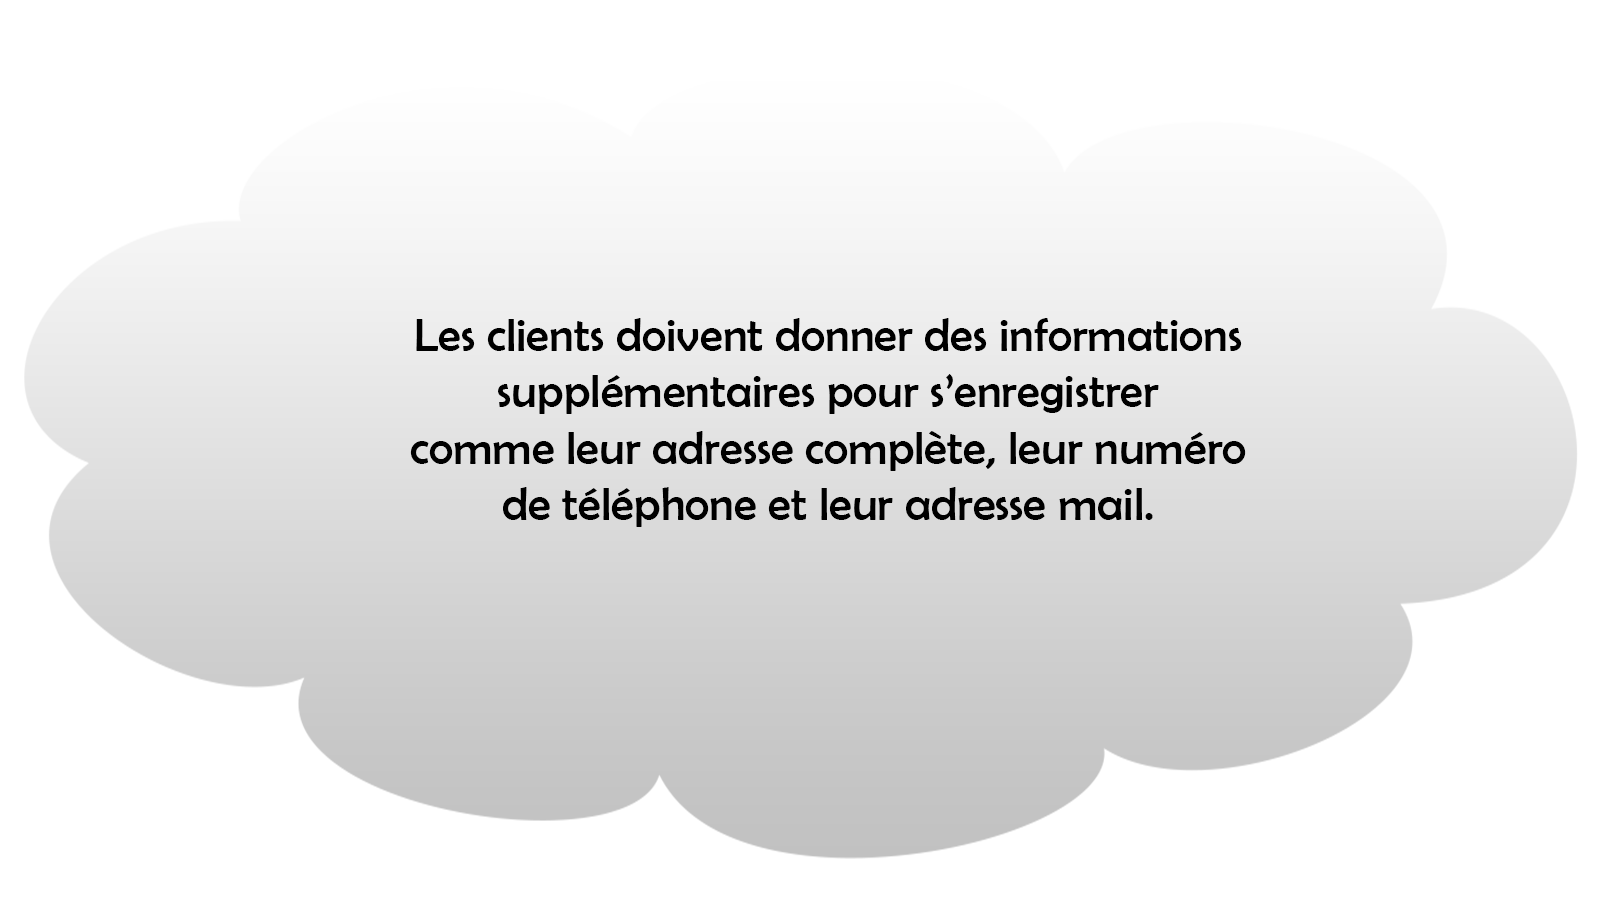 Les clients doivent donner des informations
supplémentaires pour s’enregistrer
comme leur adresse complète, leur numéro
de téléphone et leur adresse mail.